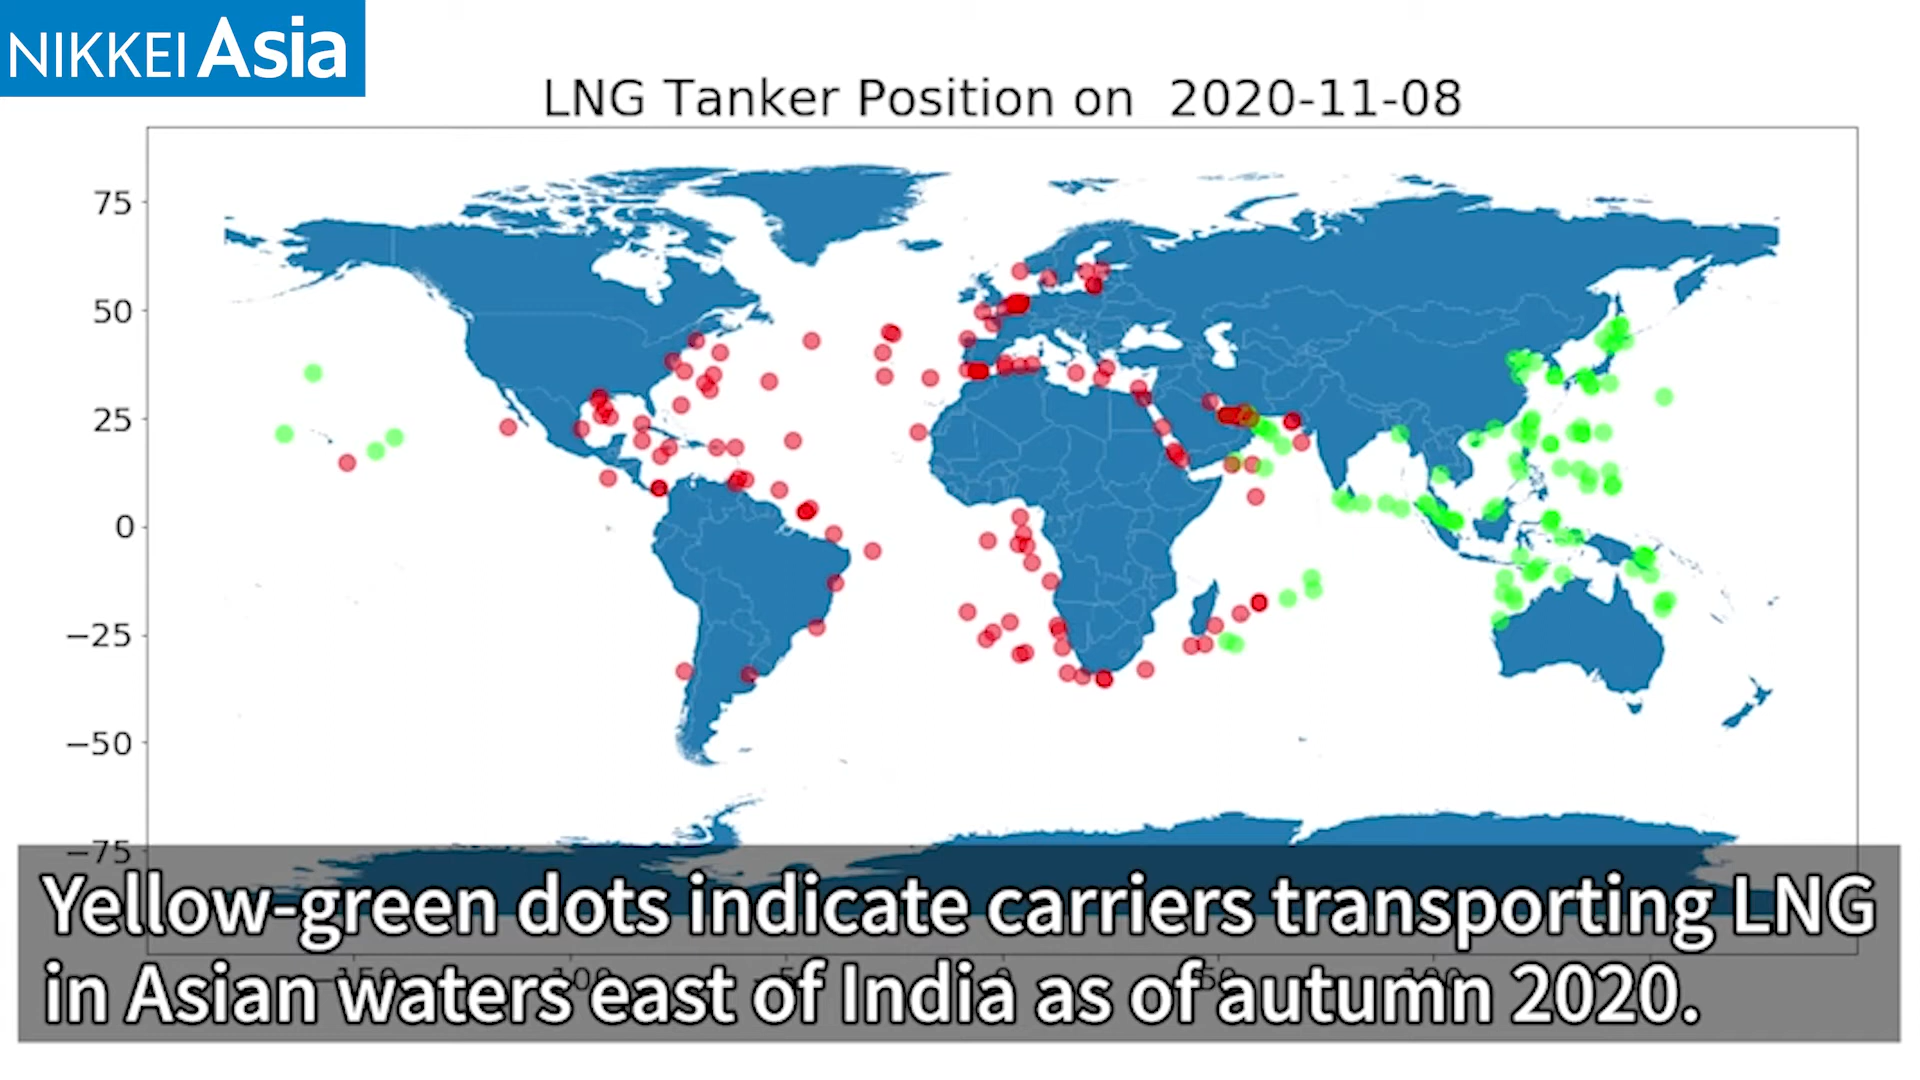 NIKKEI Asia
LNG Tanker Position on 2020-11-08
75
50
25
0
−25
−50
−75
Yellow-green dots indicate carriers transporting LNG
in Asian waters east of India as of autumn 2020.